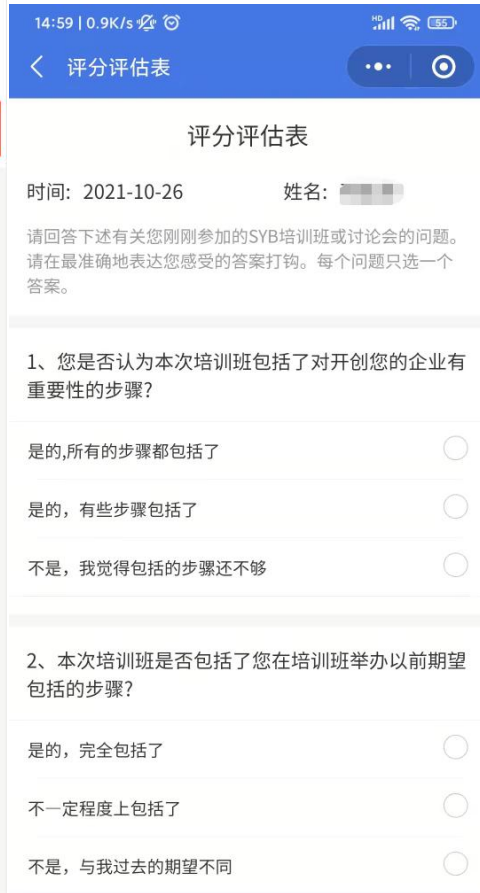 14:59 | 0.9K/s
HD 55
评分评估表
评分评估表
时间: 2021-10-26 姓名:
请回答下述有关您刚刚参加的SYB培训班或讨论会的问题。
请在最准确地表达您感受的答案打钩。每个问题只选一个
答案。
1、您是否认为本次培训班包括了对开创您的企业有
重要性的步骤?
是的,所有的步骤都包括了
是的，有些步骤包括了
不是，我觉得包括的步骤还不够
2、本次培训班是否包括了您在培训班举办以前期望
包括的步骤?
是的，完全包括了
不一定程度上包括了
不是，与我过去的期望不同